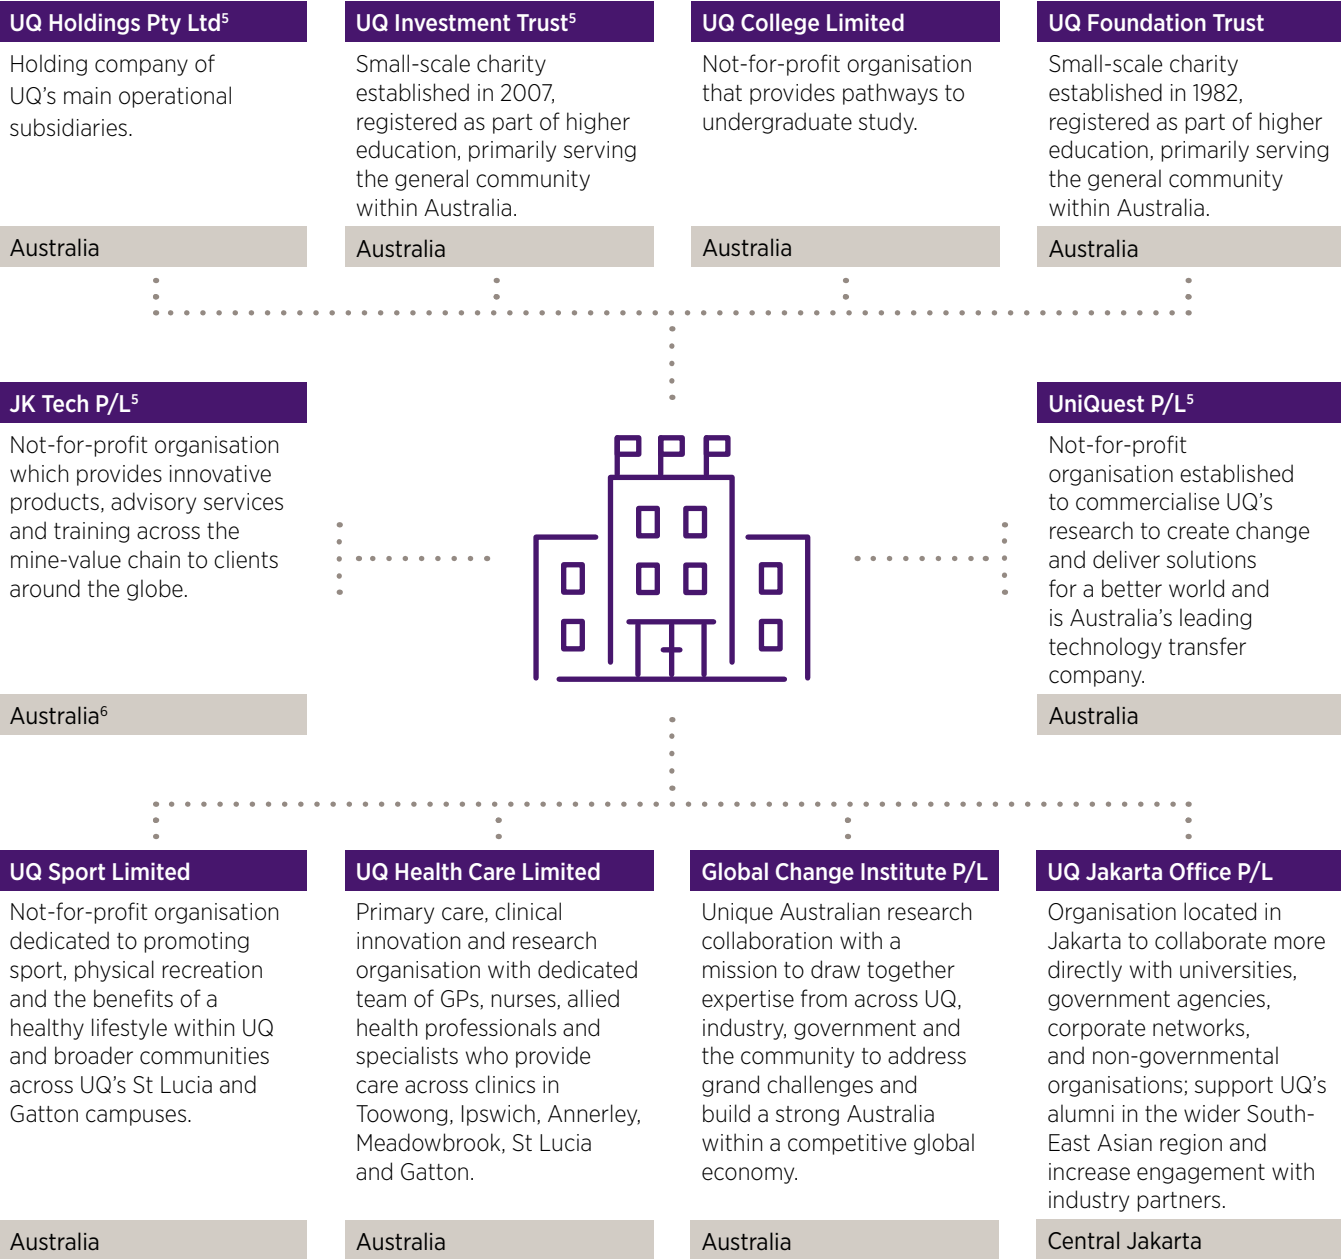 UQ Holdings Pty Ltd⁵
Holding company of
UQ's main operational
subsidiaries.
Australia
UQ Investment Trust⁵
Small-scale charity
established in 2007,
registered as part of higher
education, primarily serving
the general community
within Australia.
Australia
UQ College Limited
Not-for-profit organisation
that provides pathways to
undergraduate study.
Australia
UQ Foundation Trust
Small-scale charity
established in 1982,
registered as part of higher
education, primarily serving
the general community
within Australia.
Australia
JK Tech P/L⁵
Not-for-profit organisation
which provides innovative
products, advisory services
and training across the
mine-value chain to clients
around the globe.
Australia⁶
UniQuest P/L⁵
Not-for-profit
organisation established
to commercialise UQ's
research to create change
and deliver solutions
for a better world and
is Australia's leading
technology transfer
company.
Australia
UQ Sport Limited
Not-for-profit organisation
dedicated to promoting
sport, physical recreation
and the benefits of a
healthy lifestyle within UQ
and broader communities
across UQ's St Lucia and
Gatton campuses.
Australia
UQ Health Care Limited
Primary care, clinical
innovation and research
organisation with dedicated
team of GPs, nurses, allied
health professionals and
specialists who provide
care across clinics in
Toowong, Ipswich, Annerley,
Meadowbrook, St Lucia
and Gatton.
Australia
Global Change Institute P/L
Unique Australian research
collaboration with a
mission to draw together
expertise from across UQ,
industry, government and
the community to address
grand challenges and
build a strong Australia
within a competitive global
economy.
Australia
UQ Jakarta Office P/L
Organisation located in
Jakarta to collaborate more
directly with universities,
government agencies,
corporate networks,
and non-governmental
organisations; support UQ's
alumni in the wider South-
East Asian region and
increase engagement with
industry partners.
Central Jakarta